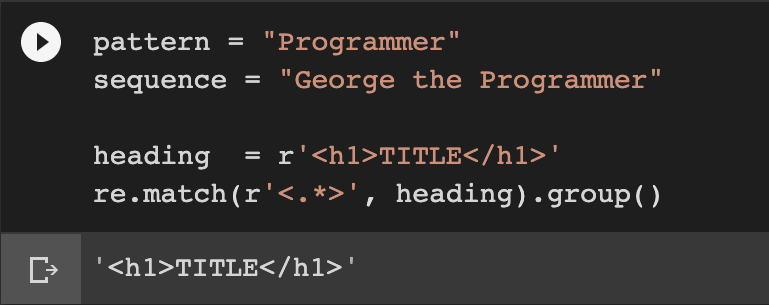 pattern = "Programmer"
sequence = "George the Programmer"
heading  = r'<h1>TITLE</h1>'
re.match(r'<.*>', heading).group()
'<h1>TITLE</h1>'